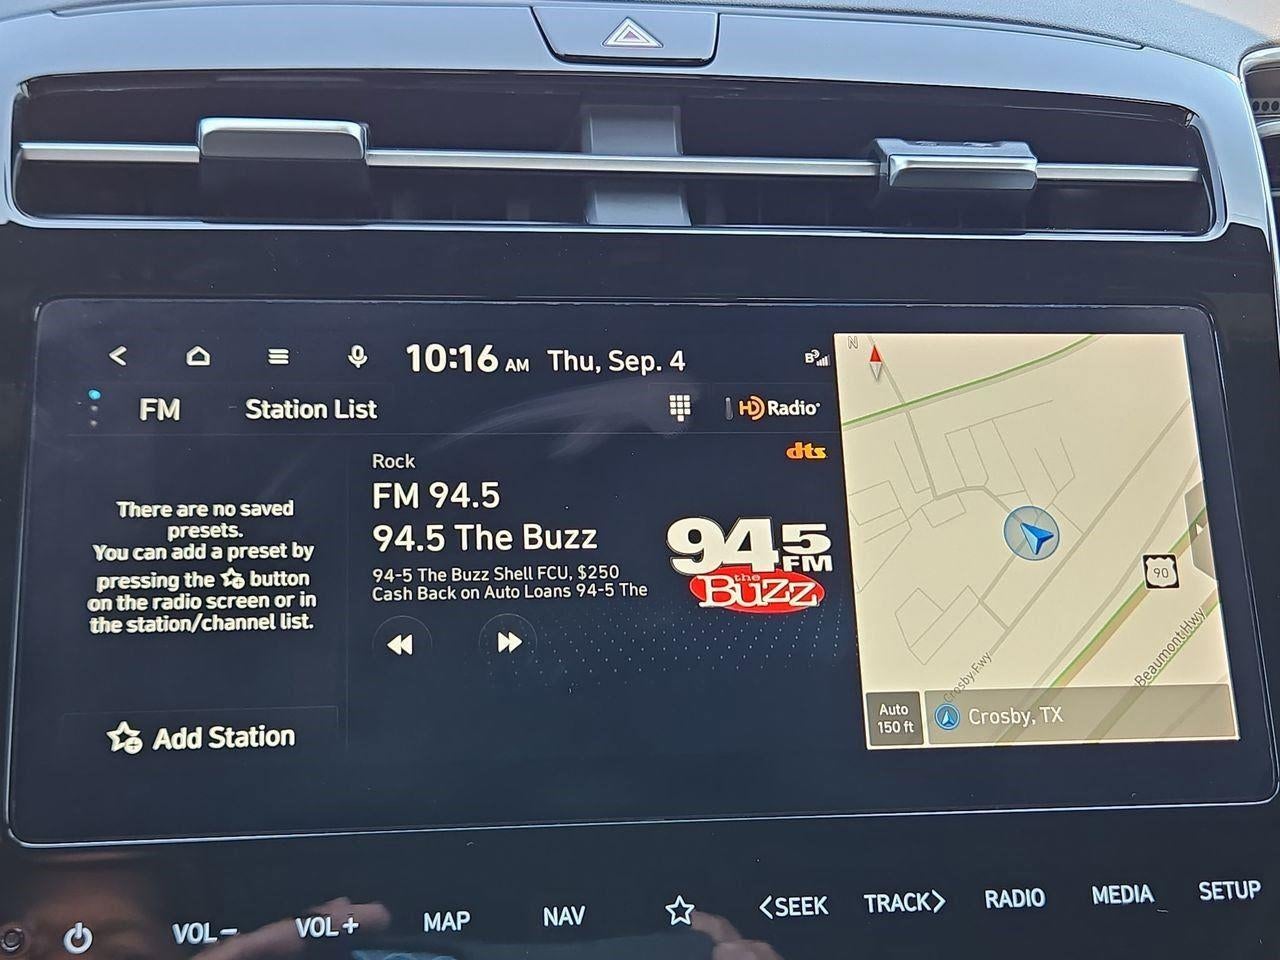 10:16 AM Thu, Sep. 4
FM Station List HD Radio
dts
There are no saved
presets.
You can add a preset by
pressing the button
on the radio screen or in
the station/channel list.
Add Station
Rock
FM 94.5
94.5 The Buzz
94-5 The Buzz Shell FCU, $250
Cash Back on Auto Loans 94-5 The
94.5
FM
the
Buzz
N
90
Beaumont Hwy
Crosby Fwy
Auto
150 ft
Crosby, TX
VOL− VOL+ MAP NAV <SEEK TRACK> RADIO MEDIA SETUP